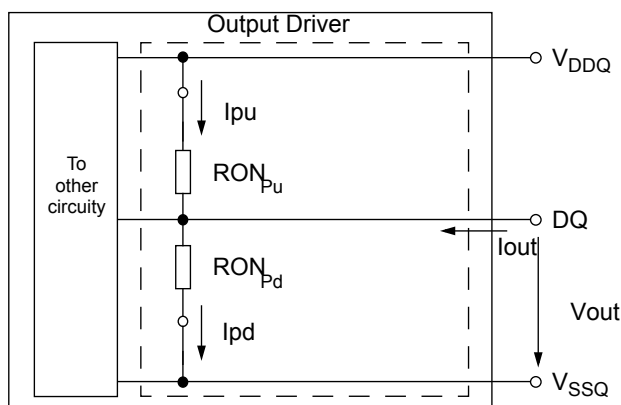 Output Driver
VDDQ
Ipu
To
other
circuity
RONPu
DQ
Iout
RONPd
Vout
Ipd
VSSQ